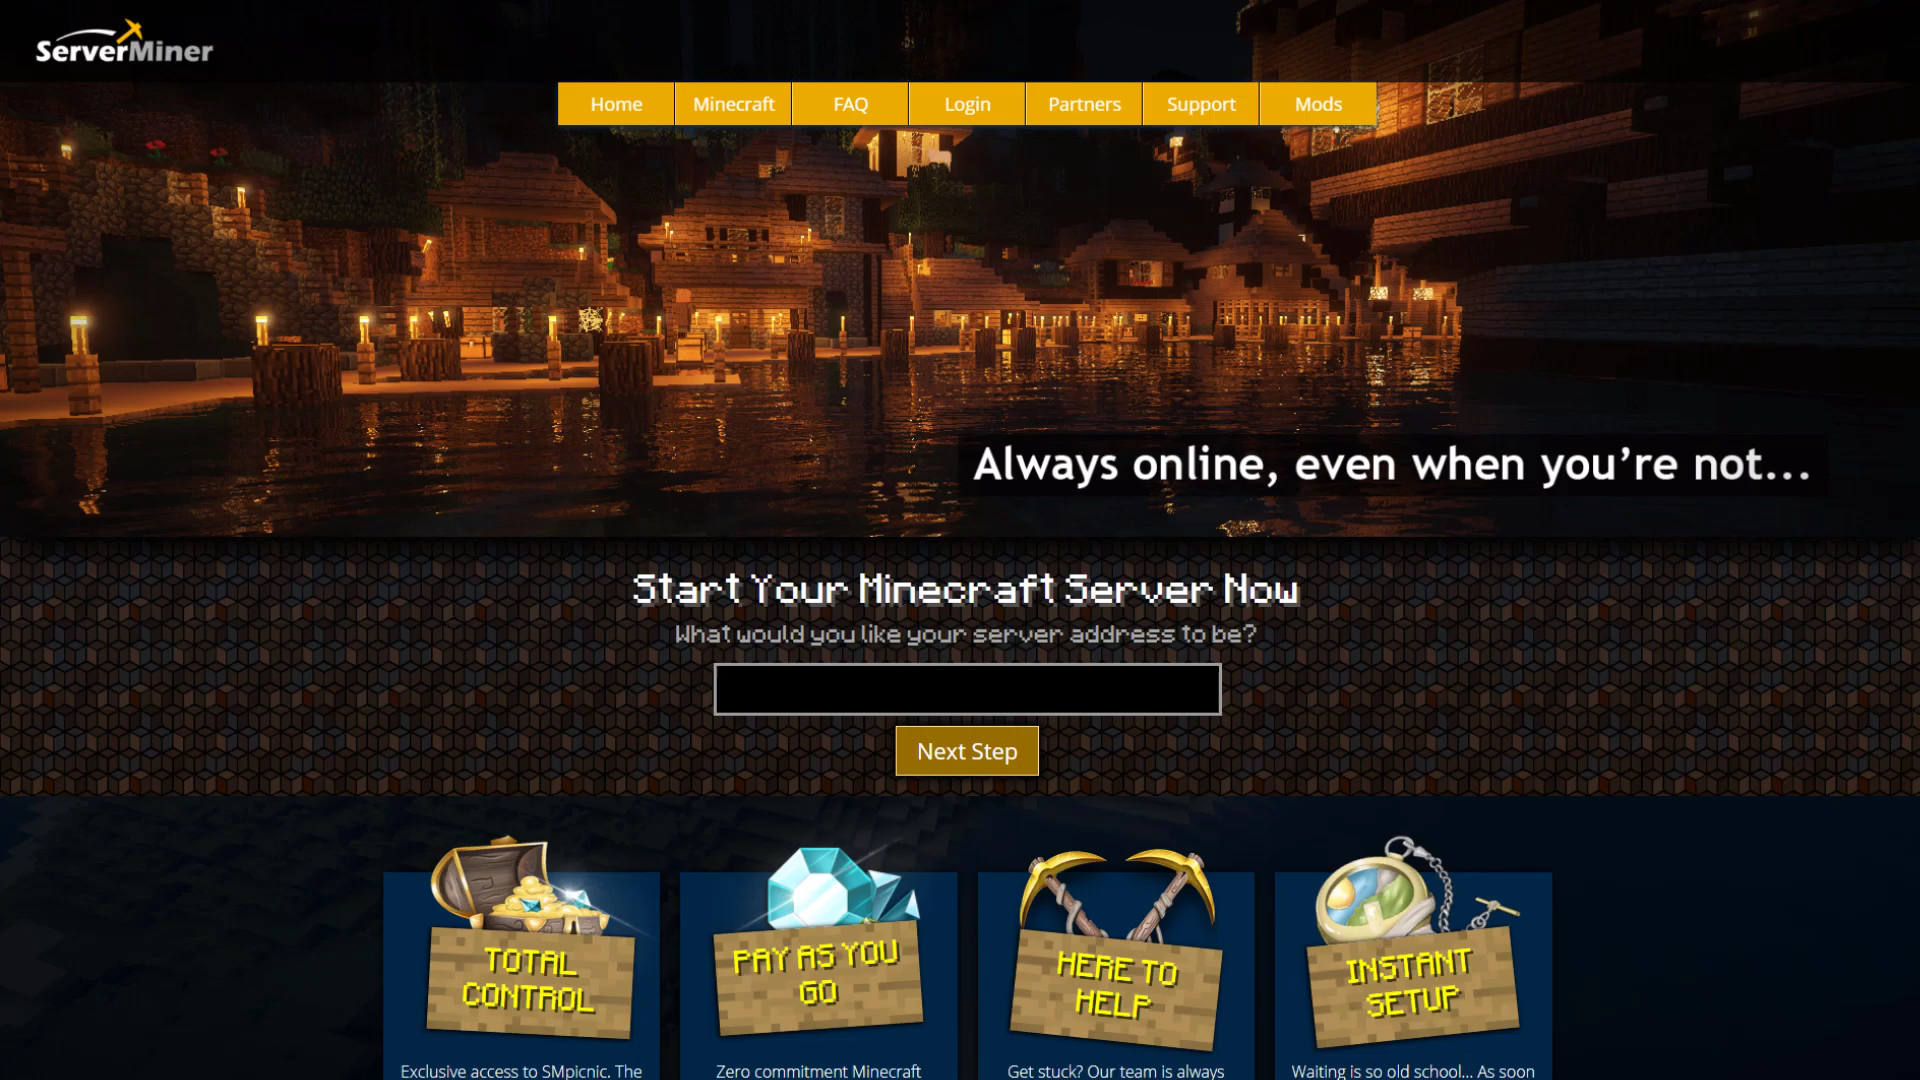 ServerMiner
Home
Minecraft
FAQ
Login
Partners
Support
Mods
Always online, even when you’re not...
Start Your Minecraft Server Now
What would you like your server address to be?
Next Step
TOTAL
CONTROL
Exclusive access to SMpicnic. The
PAY AS YOU
GO
Zero commitment Minecraft
HERE TO
HELP
Get stuck? Our team is always
INSTANT
SETUP
Waiting is so old school... As soon